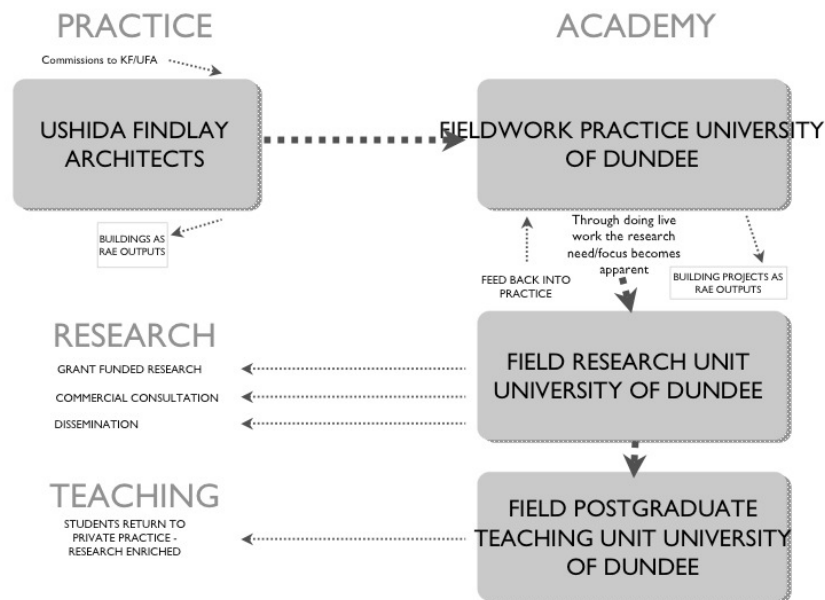 PRACTICE
ACADEMY
Commissions to KF/UFA
USHIDA FINDLAY
ARCHITECTS
FIELDWORK PRACTICE UNIVERSITY
OF DUNDEE
BUILDINGS AS
RAE OUTPUTS
Through doing live
work the research
need/focus becomes
apparent
FEED BACK INTO
PRACTICE
BUILDING PROJECTS AS
RAE OUTPUTS
RESEARCH
GRANT FUNDED RESEARCH
COMMERCIAL CONSULTATION
DISSEMINATION
FIELD RESEARCH UNIT
UNIVERSITY OF DUNDEE
TEACHING
STUDENTS RETURN TO
PRIVATE PRACTICE -
RESEARCH ENRICHED
FIELD POSTGRADUATE
TEACHING UNIT UNIVERSITY
OF DUNDEE